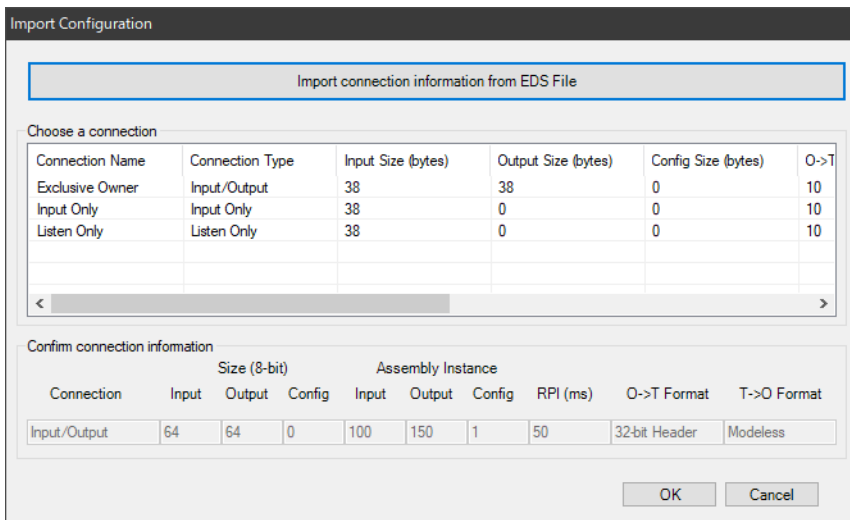 Import Configuration
Import connection information from EDS File
Choose a connection
Connection Name Connection Type Input Size (bytes) Output Size (bytes) Config Size (bytes) O->T
Exclusive Owner Input/Output 38 38 0 10
Input Only Input Only 38 0 0 10
Listen Only Listen Only 38 0 0 10
Confirm connection information
Size (8-bit) Assembly Instance
Connection Input Output Config Input Output Config RPI (ms) O->T Format T->O Format
Input/Output 64 64 0 100 150 1 50 32-bit Header Modeless
OK Cancel